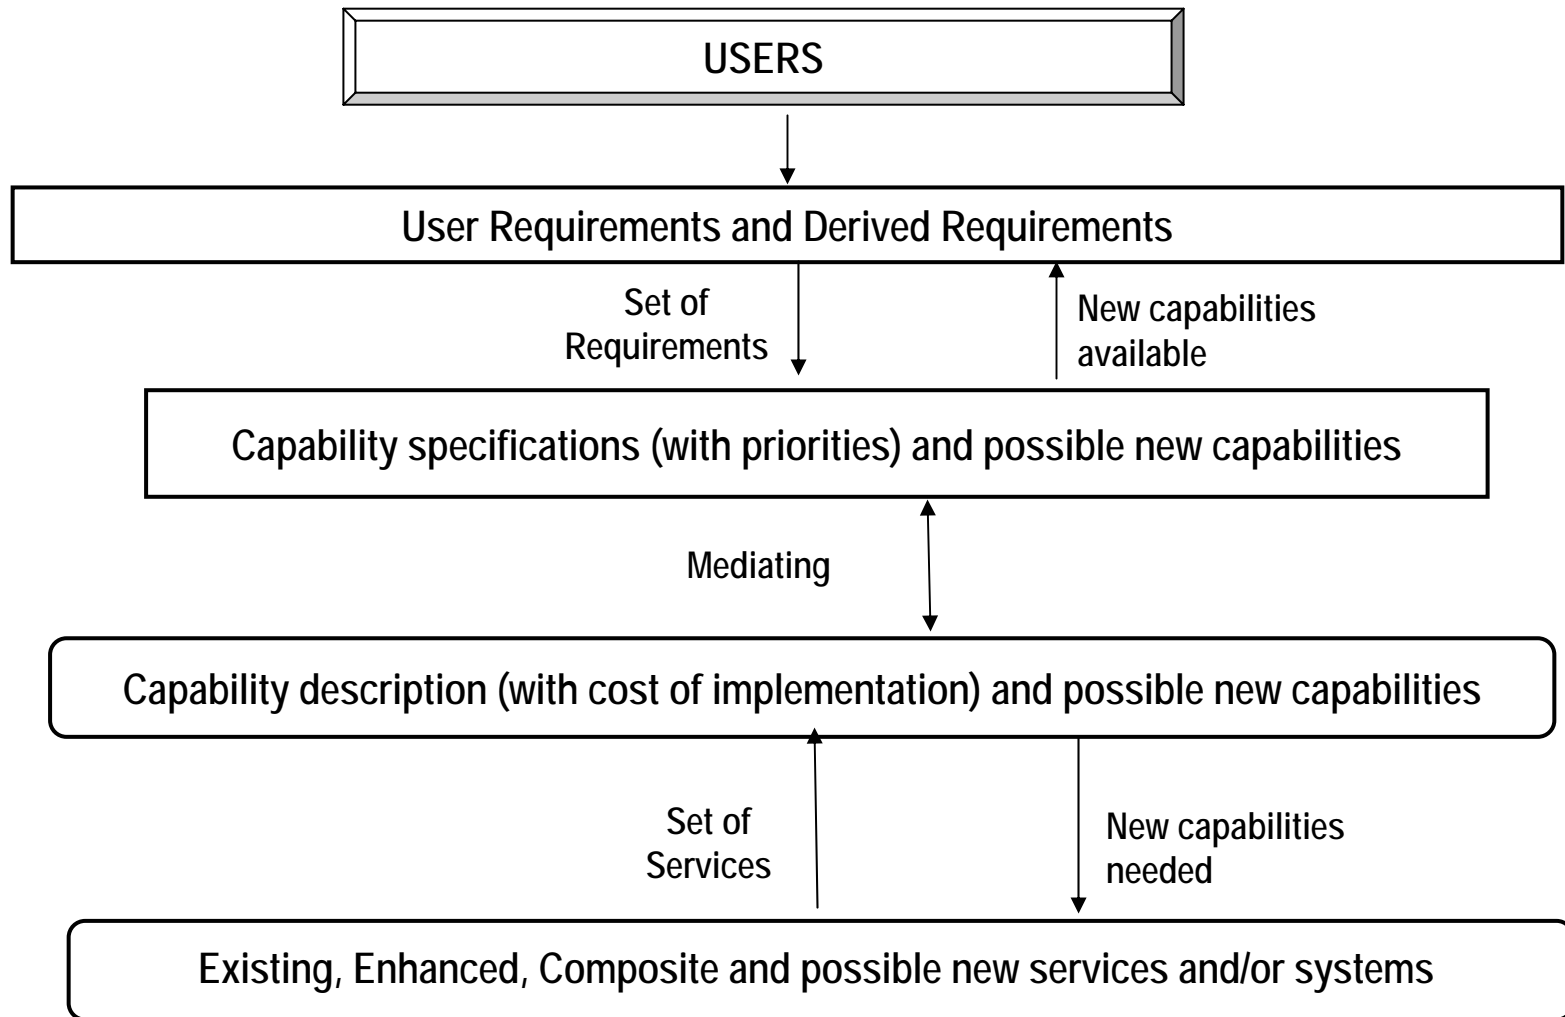 USERS
User Requirements and Derived Requirements
Set of
Requirements
New capabilities
available
Capability specifications (with priorities) and possible new capabilities
Mediating
Capability description (with cost of implementation) and possible new capabilities
Set of
Services
New capabilities
needed
Existing, Enhanced, Composite and possible new services and/or systems